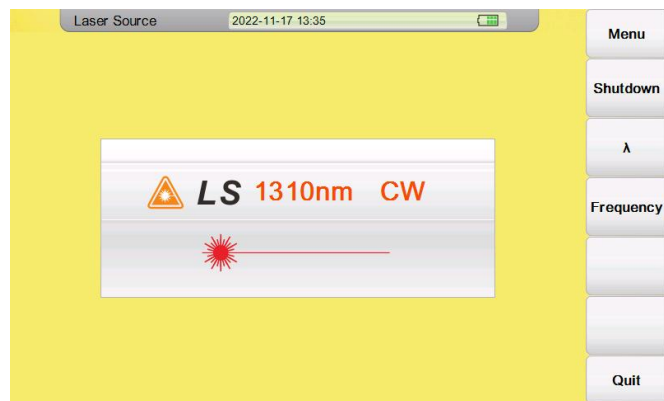 Laser Source 2022-11-17 13:35
Menu
Shutdown
λ
LS 1310nm CW
Frequency
Quit